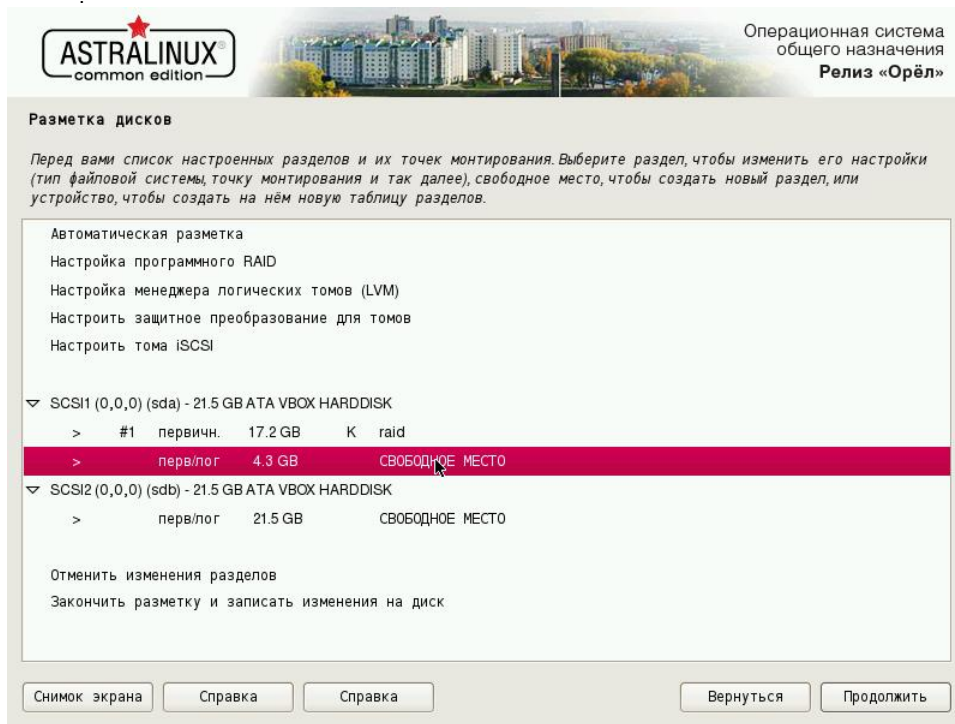 ASTRALINUX®
common edition
Операционная система
общего назначения
Релиз «Орёл»
Разметка дисков
Перед вами список настроенных разделов и их точек монтирования. Выберите раздел, чтобы изменить его настройки
(тип файловой системы, точку монтирования и так далее), свободное место, чтобы создать новый раздел, или
устройство, чтобы создать на нём новую таблицу разделов.
Автоматическая разметка
Настройка программного RAID
Настройка менеджера логических томов (LVM)
Настроить защитное преобразование для томов
Настроить тома iSCSI
SCSI1 (0,0,0) (sda) - 21.5 GB ATA VBOX HARDDISK
> #1 первичн. 17.2 GB K raid
> перв/лог 4.3 GB СВОБОДНОЕ МЕСТО
SCSI2 (0,0,0) (sdb) - 21.5 GB ATA VBOX HARDDISK
> перв/лог 21.5 GB СВОБОДНОЕ МЕСТО
Отменить изменения разделов
Закончить разметку и записать изменения на диск
Снимок экрана Справка Справка Вернуться Продолжить